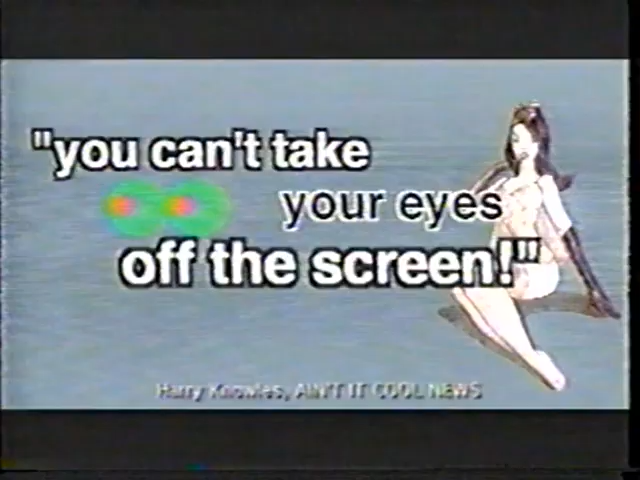 "you can't take
your eyes
off the screen!"
Harry Knowles, AIN'T IT COOL NEWS